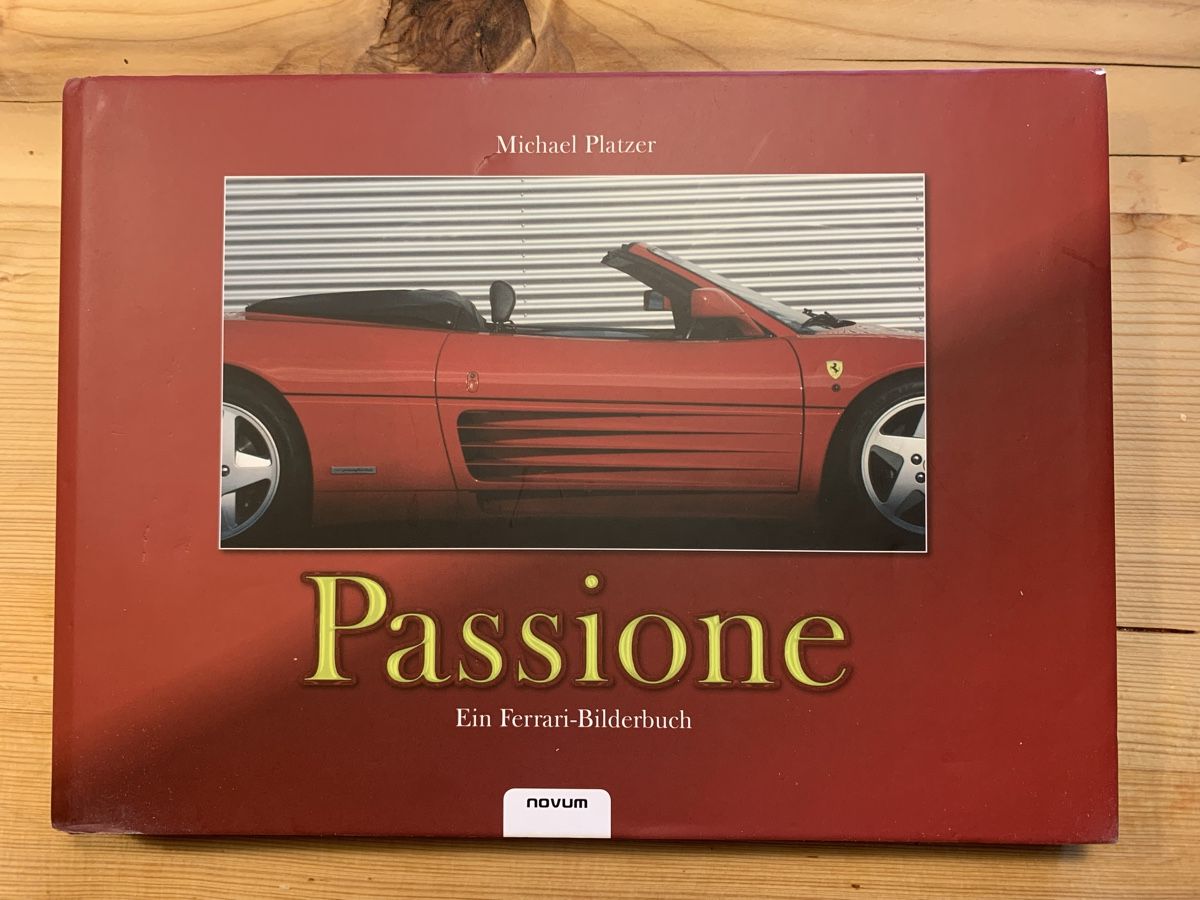 Michael Platzer
Passione
Ein Ferrari-Bilderbuch
novum